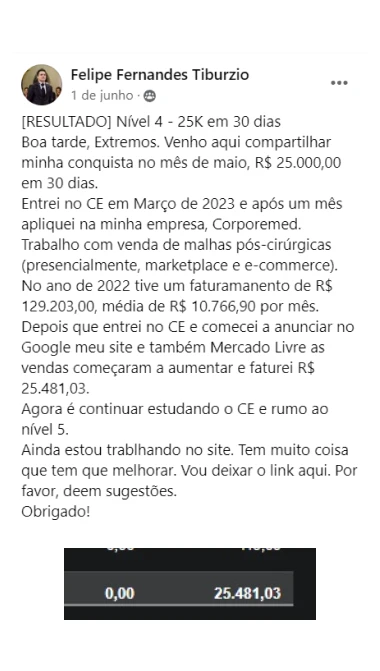 Felipe Fernandes Tiburzio
1 de junho ·
[RESULTADO] Nível 4 - 25K em 30 dias
Boa tarde, Extremos. Venho aqui compartilhar
minha conquista no mês de maio, R$ 25.000,00
em 30 dias.
Entrei no CE em Março de 2023 e após um mês
apliquei na minha empresa, Corporemed.
Trabalho com venda de malhas pós-cirúrgicas
(presencialmente, marketplace e e-commerce).
No ano de 2022 tive um faturamanento de R$
129.203,00, média de R$ 10.766,90 por mês.
Depois que entrei no CE e comecei a anunciar no
Google meu site e também Mercado Livre as
vendas começaram a aumentar e faturei R$
25.481,03.
Agora é continuar estudando o CE e rumo ao
nível 5.
Ainda estou trablhando no site. Tem muito coisa
que tem que melhorar. Vou deixar o link aqui. Por
favor, deem sugestões.
Obrigado!
0,00 25.481,03